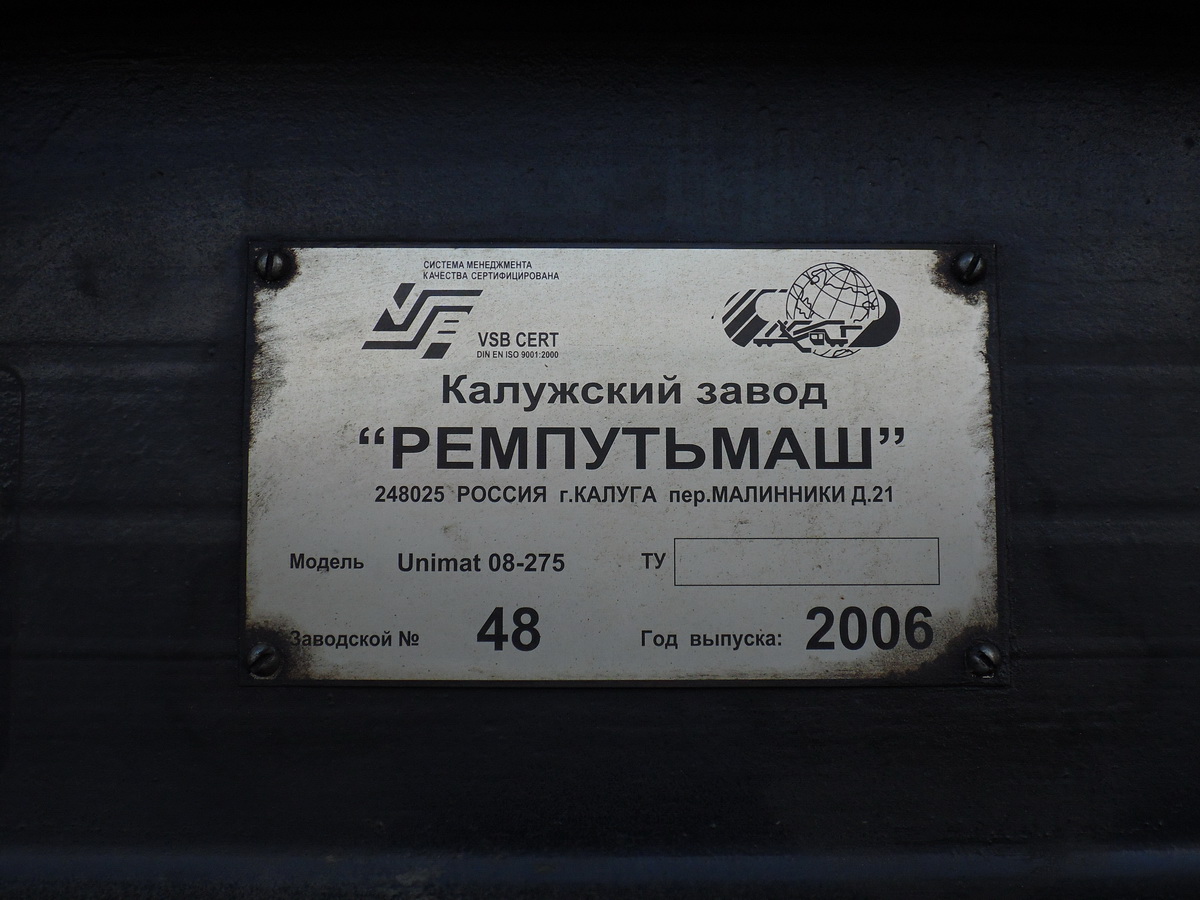 СИСТЕМА МЕНЕДЖМЕНТА
КАЧЕСТВА СЕРТИФИЦИРОВАНА
VSB CERT
DIN EN ISO 9001:2000
Калужский завод
“РЕМПУТЬМАШ”
248025 РОССИЯ г.КАЛУГА пер.МАЛИННИКИ Д.21
Модель Unimat 08-275 ТУ
Заводской № 48 Год выпуска: 2006